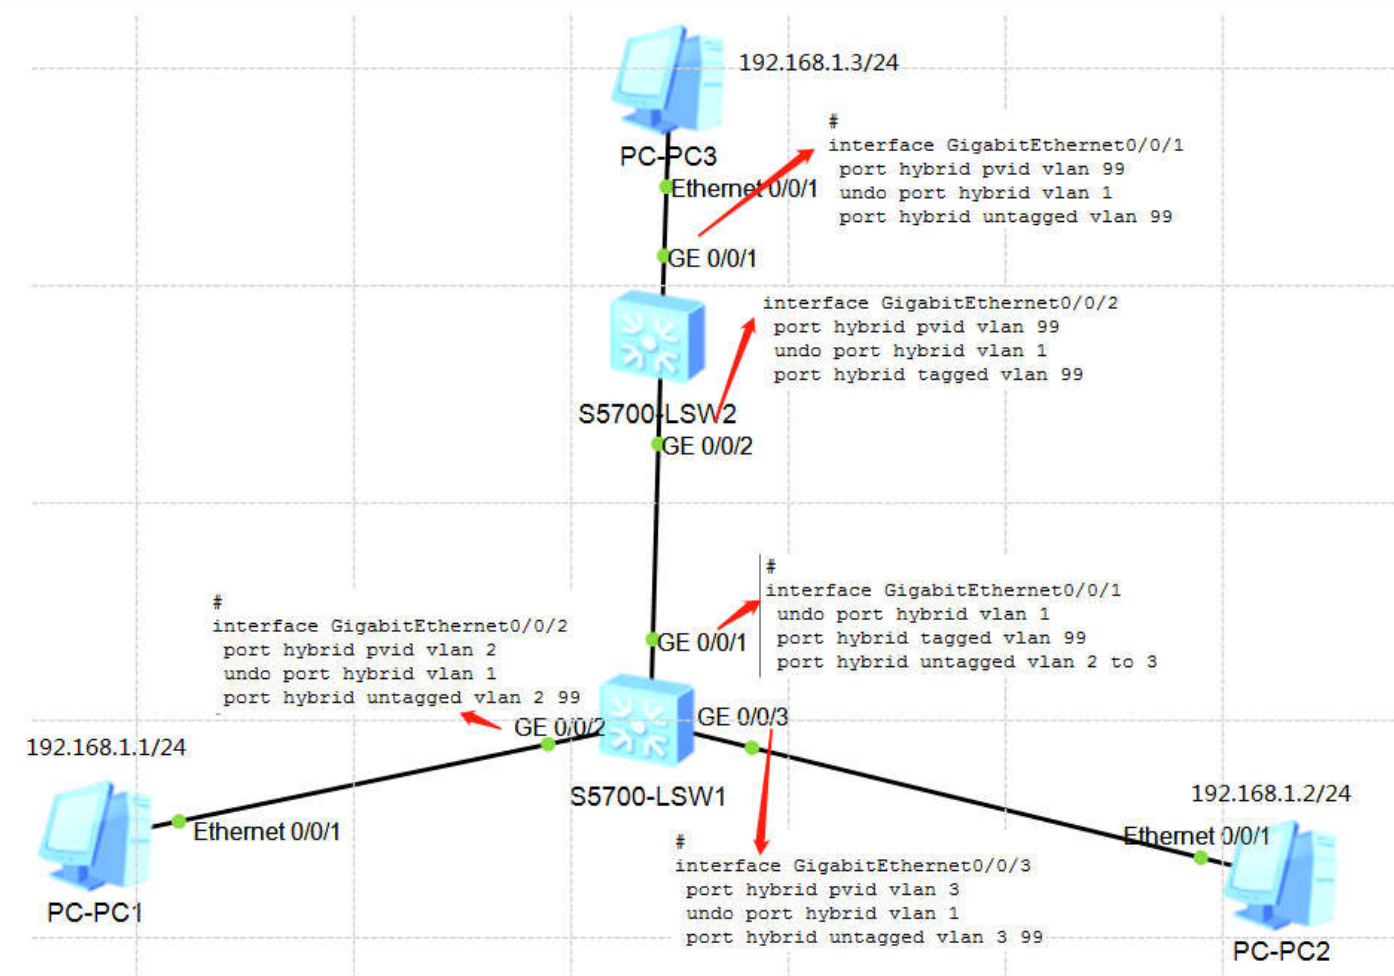 192.168.1.3/24
PC-PC3
Ethernet 0/0/1
#
interface GigabitEthernet0/0/1
port hybrid pvid vlan 99
undo port hybrid vlan 1
port hybrid untagged vlan 99
GE 0/0/1
interface GigabitEthernet0/0/2
port hybrid pvid vlan 99
undo port hybrid vlan 1
port hybrid tagged vlan 99
S5700-LSW2
GE 0/0/2
#
interface GigabitEthernet0/0/1
undo port hybrid vlan 1
port hybrid tagged vlan 99
port hybrid untagged vlan 2 to 3
GE 0/0/1
#
interface GigabitEthernet0/0/2
port hybrid pvid vlan 2
undo port hybrid vlan 1
port hybrid untagged vlan 2 99
GE 0/0/2
GE 0/0/3
S5700-LSW1
192.168.1.1/24
Ethernet 0/0/1
PC-PC1
192.168.1.2/24
Ethernet 0/0/1
PC-PC2
#
interface GigabitEthernet0/0/3
port hybrid pvid vlan 3
undo port hybrid vlan 1
port hybrid untagged vlan 3 99